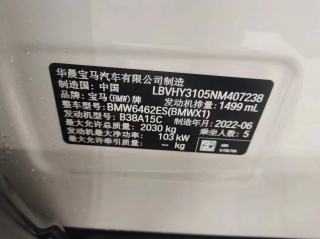 华晨宝马汽车有限公司制造
制造国：中国 LBVHY3105NM407238
品牌：宝马(BMW)牌 发动机排量：1499 mL
整车型号：BMW6462ES(BMWX1)
发动机型号：B38A15C 制造年月：2022-06
最大允许总质量：2030 kg 乘坐人数：5
发动机最大净功率：103 kW
最大允许牵引质量：-- kg